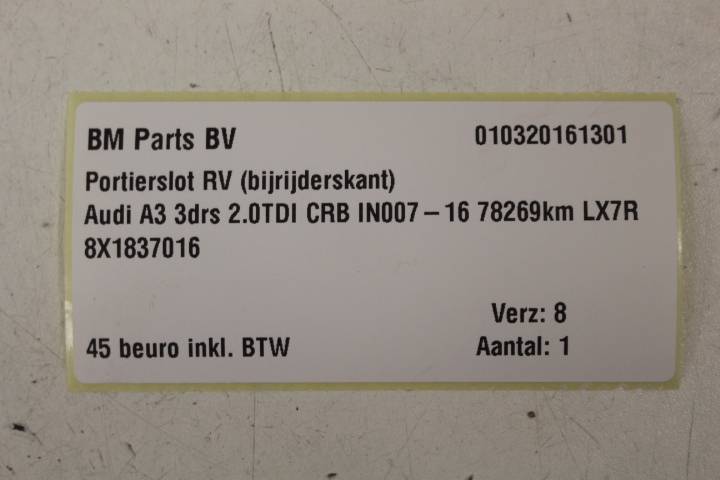 BM Parts BV 010320161301
Portierslot RV (bijrijderskant)
Audi A3 3drs 2.0TDI CRB IN007-16 78269km LX7R
8X1837016
Verz: 8
45 beuro inkl. BTW Aantal: 1